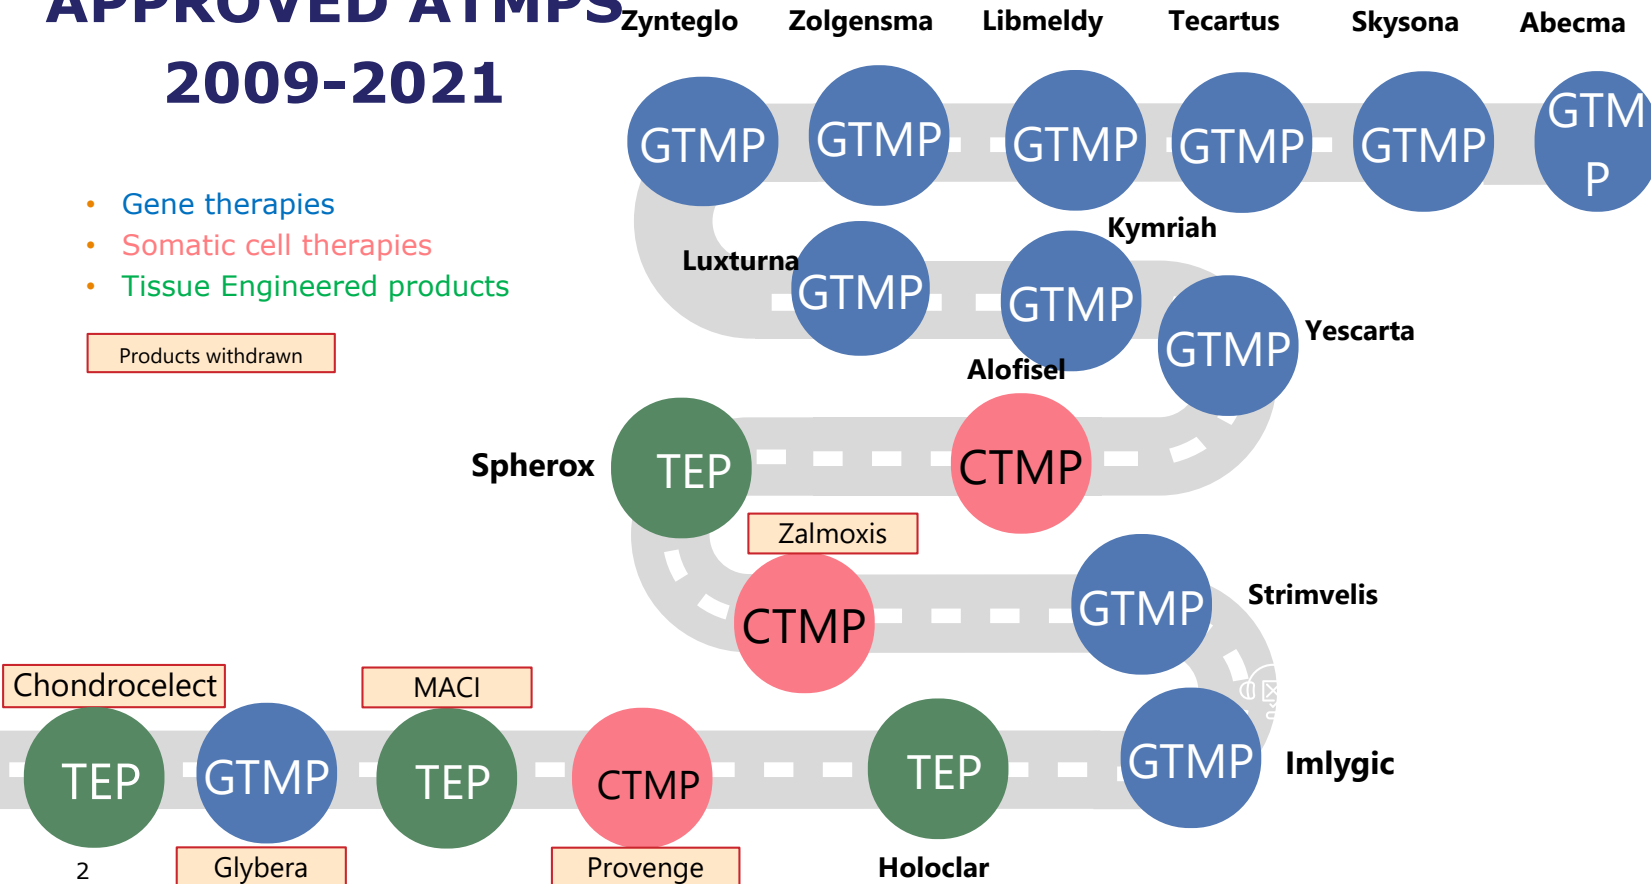 APPROVED ATMPS
2009-2021
• Gene therapies
• Somatic cell therapies
• Tissue Engineered products
Products withdrawn
Zynteglo
Zolgensma
Libmeldy
Tecartus
Skysona
Abecma
GTMP
GTMP
GTMP
GTMP
GTMP
GTM
P
Luxturna
GTMP
Kymriah
GTMP
GTMP
Yescarta
Spherox
TEP
Alofisel
CTMP
Zalmoxis
CTMP
GTMP
Strimvelis
Chondrocelect
TEP
GTMP
Glybera
MACI
TEP
CTMP
Provenge
TEP
Holoclar
GTMP
Imlygic
2